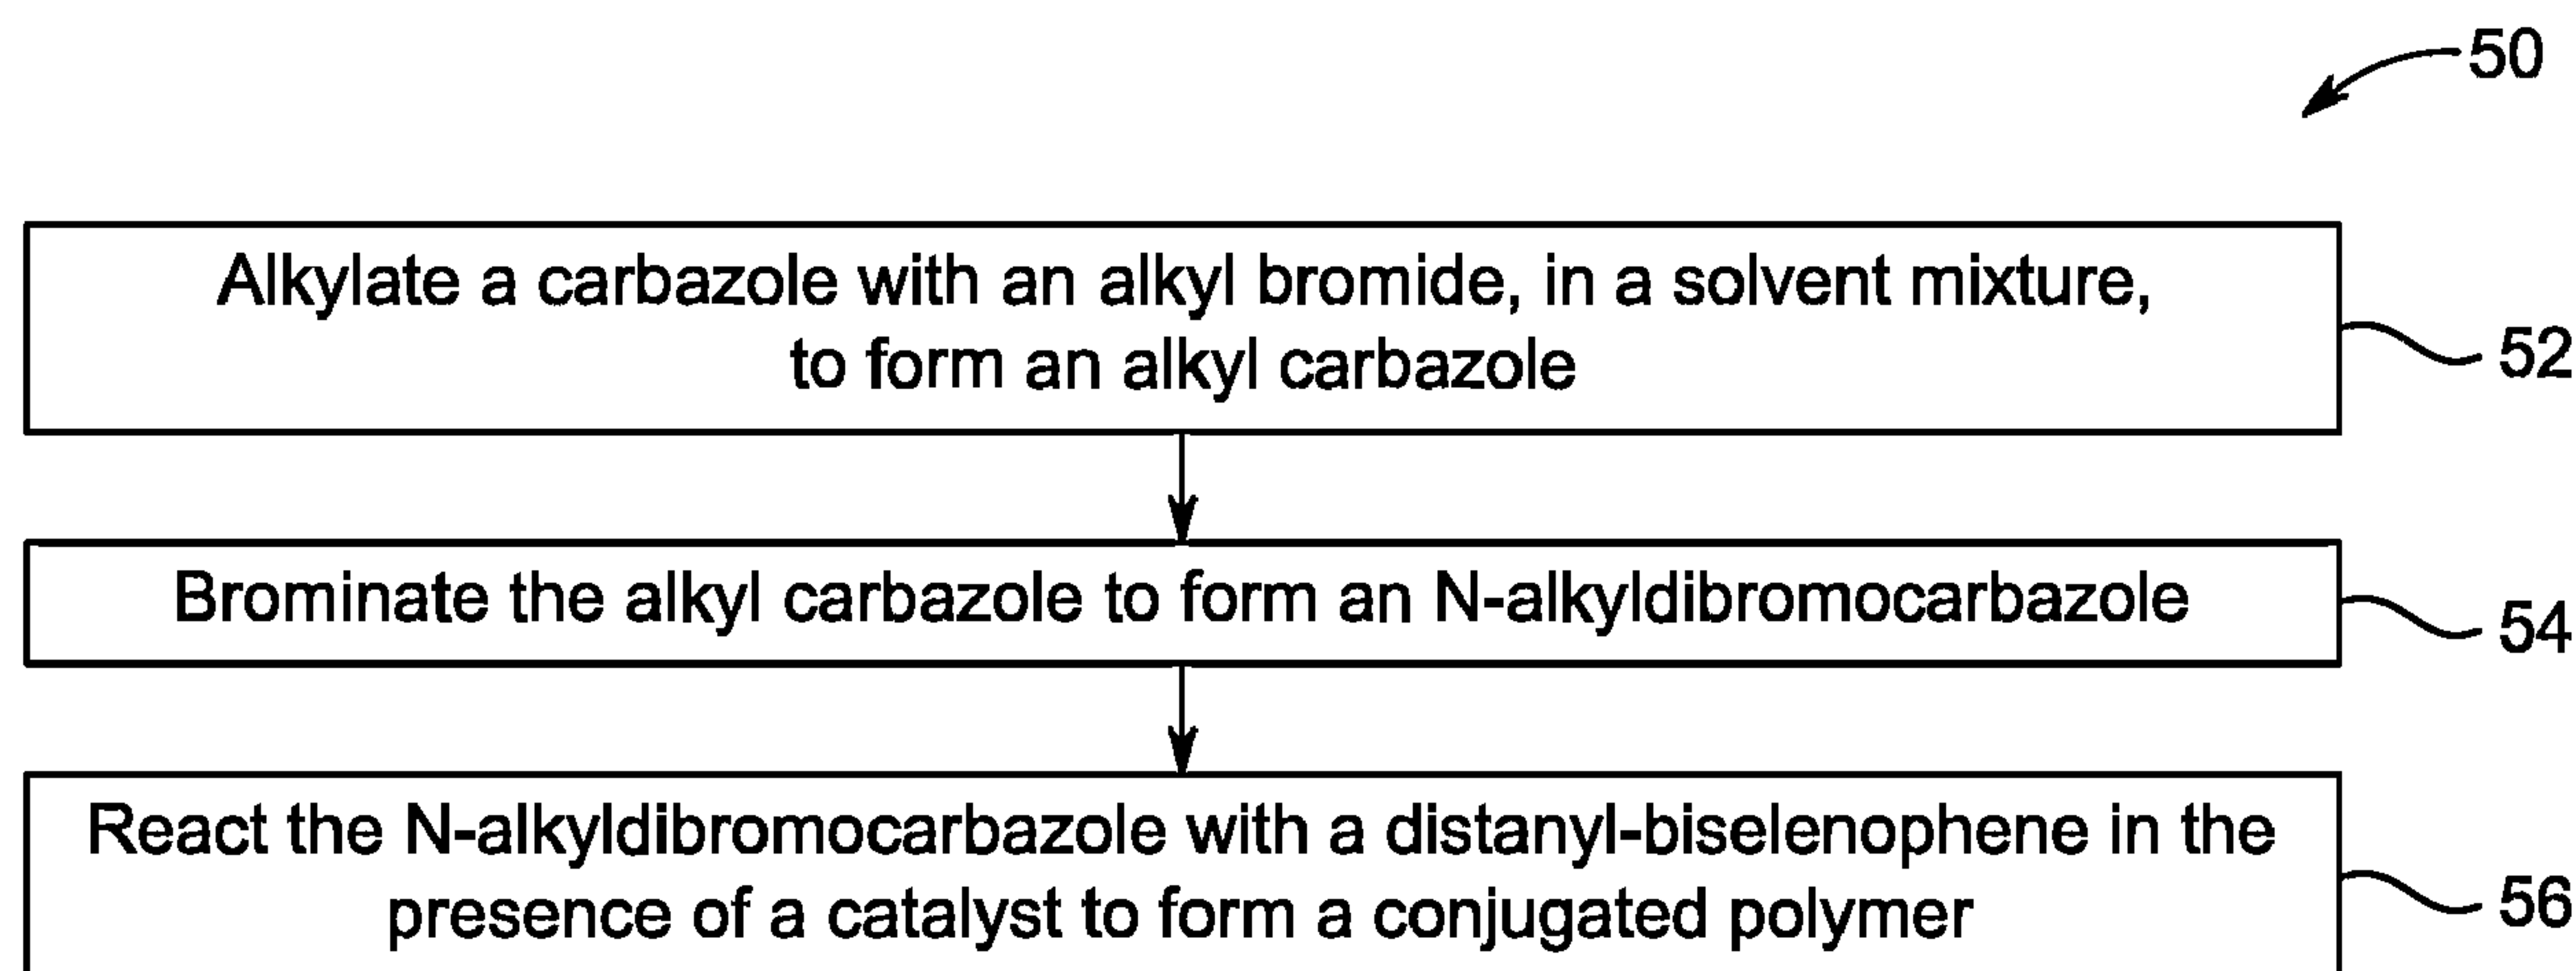 50
Alkylate a carbazole with an alkyl bromide, in a solvent mixture,
to form an alkyl carbazole
52
Brominate the alkyl carbazole to form an N-alkyldibromocarbazole
54
React the N-alkyldibromocarbazole with a distanyl-biselenophene in the
presence of a catalyst to form a conjugated polymer
56